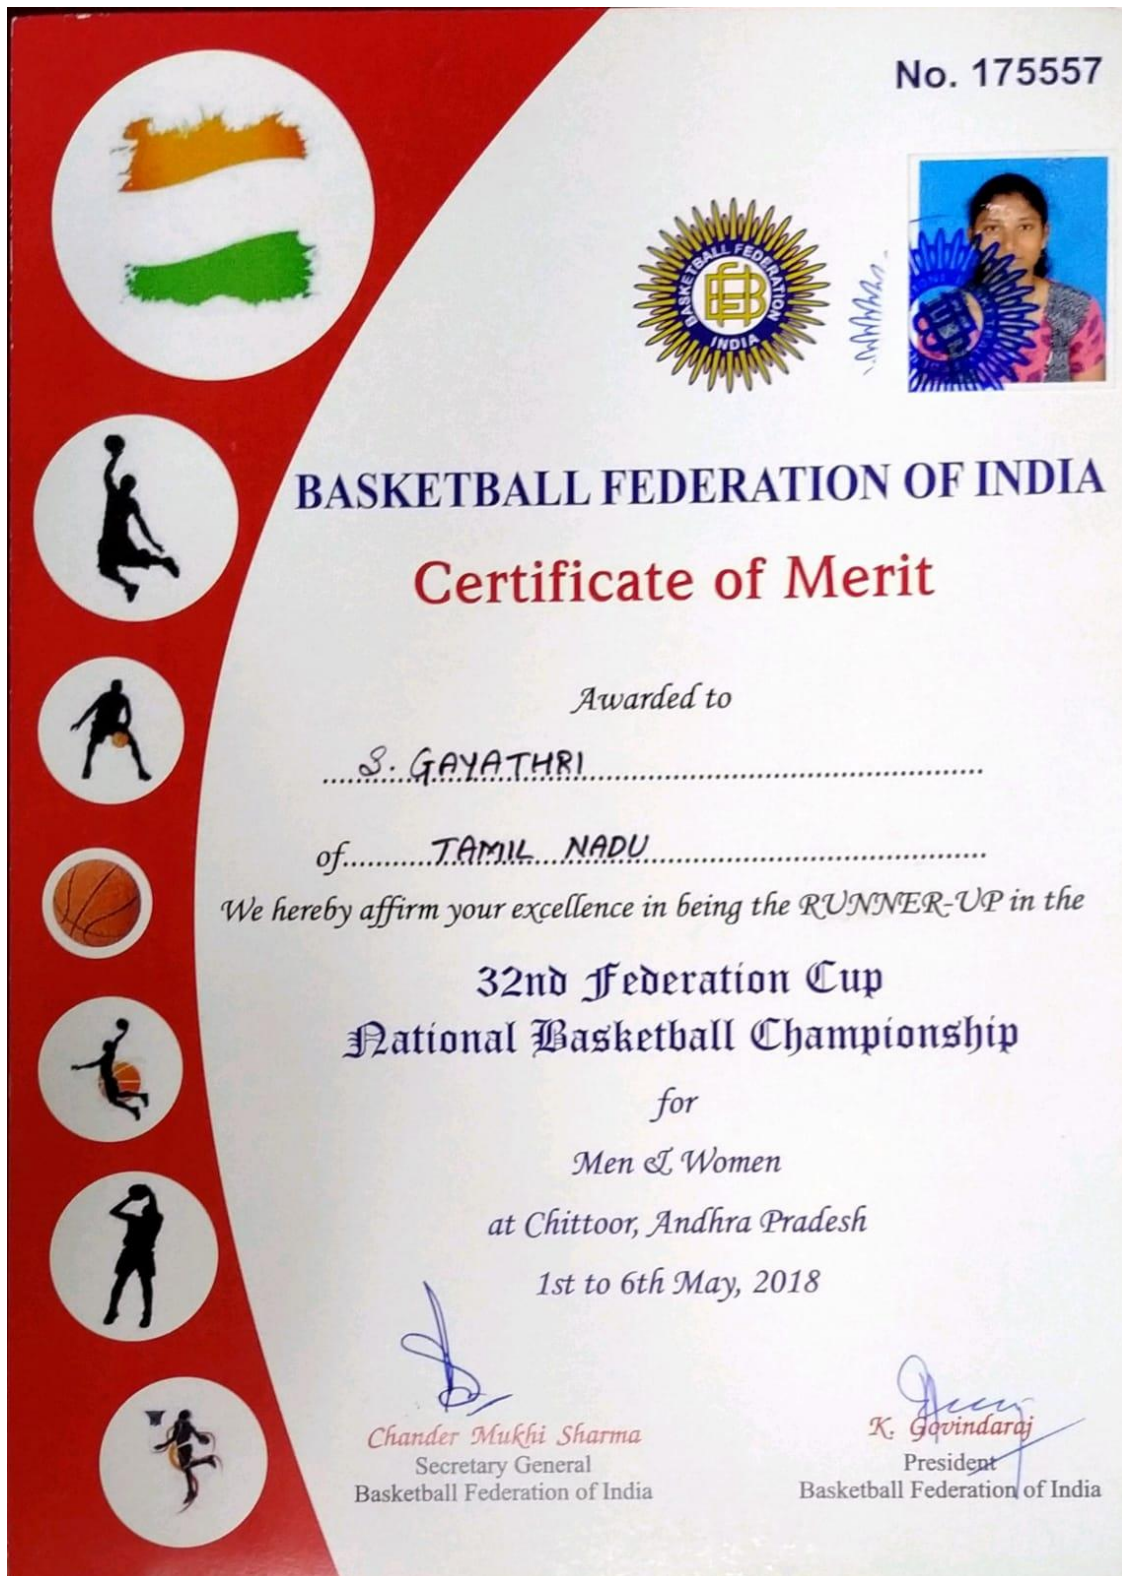 No. 175557
BASKETBALL FEDERATION
INDIA
BASKETBALL FEDERATION OF INDIA
Certificate of Merit
Awarded to
S. GAYATHRI
of TAMIL NADU
We hereby affirm your excellence in being the RUNNER-UP in the
32nd Federation Cup
National Basketball Championship
for
Men & Women
at Chittoor, Andhra Pradesh
1st to 6th May, 2018
Chander Mukhi Sharma
Secretary General
Basketball Federation of India
K. Govindaraj
President
Basketball Federation of India